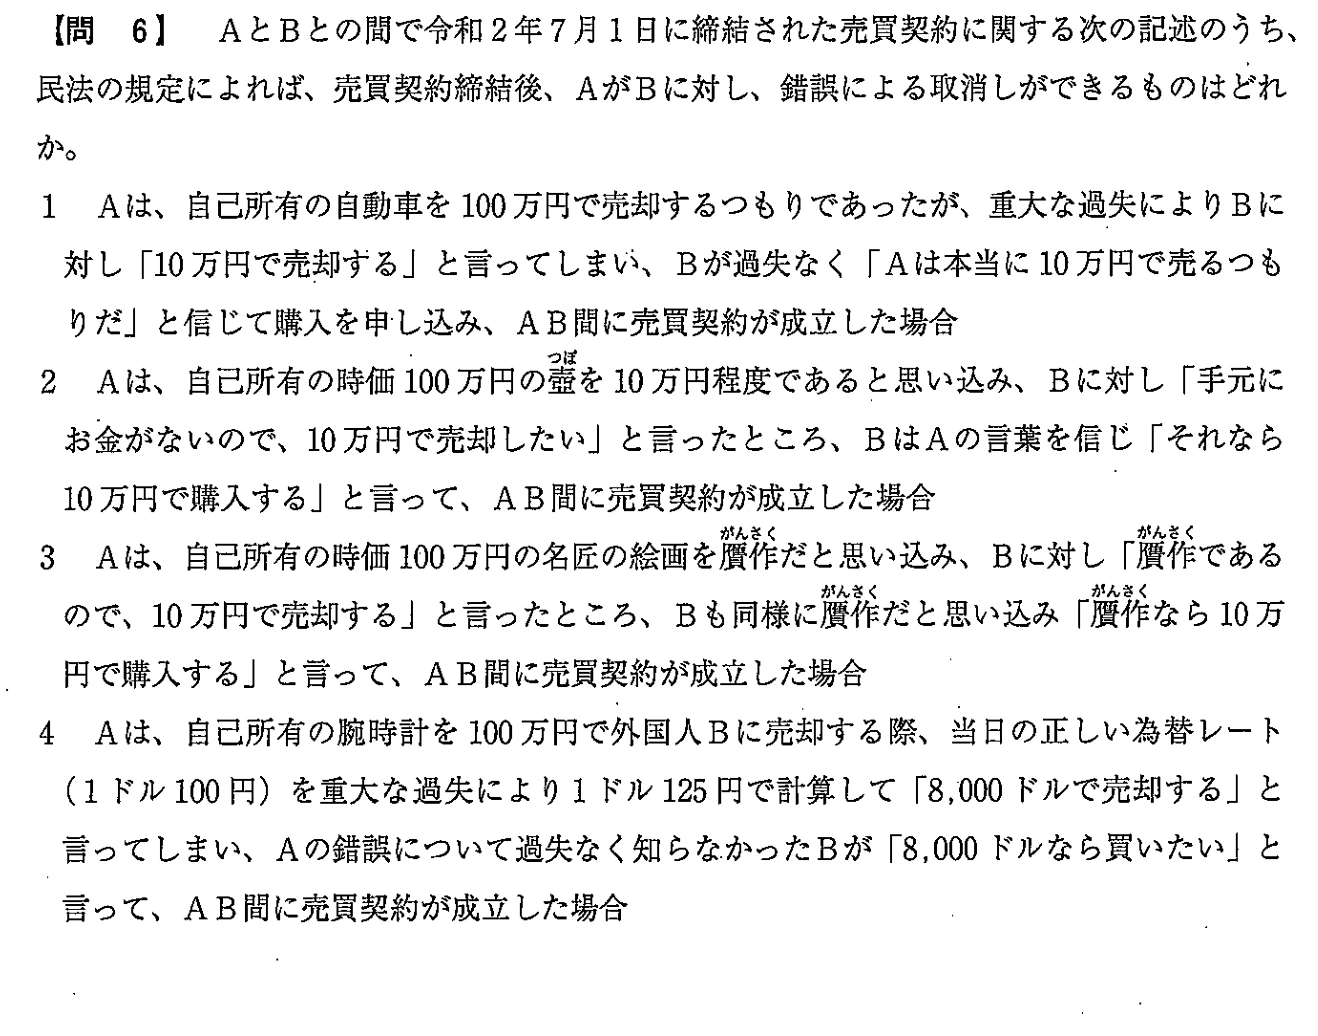 【問　6】　AとBとの間で令和2年7月1日に締結された売買契約に関する次の記述のうち、
民法の規定によれば、売買契約締結後、AがBに対し、錯誤による取消しができるものはどれ
か。
1　Aは、自己所有の自動車を100万円で売却するつもりであったが、重大な過失によりBに
対し「10万円で売却する」と言ってしまい、Bが過失なく「Aは本当に10万円で売るつも
りだ」と信じて購入を申し込み、AB間に売買契約が成立した場合
つぼ
2　Aは、自己所有の時価100万円の壺を10万円程度であると思い込み、Bに対し「手元に
お金がないので、10万円で売却したい」と言ったところ、BはAの言葉を信じ「それなら
10万円で購入する」と言って、AB間に売買契約が成立した場合
がんさく　がんさく
3　Aは、自己所有の時価100万円の名匠の絵画を贋作だと思い込み、Bに対し「贋作である
がんさく　がんさく
ので、10万円で売却する」と言ったところ、Bも同様に贋作だと思い込み「贋作なら10万
円で購入する」と言って、AB間に売買契約が成立した場合
4　Aは、自己所有の腕時計を100万円で外国人Bに売却する際、当日の正しい為替レート
（1ドル100円）を重大な過失により1ドル125円で計算して「8,000ドルで売却する」と
言ってしまい、Aの錯誤について過失なく知らなかったBが「8,000ドルなら買いたい」と
言って、AB間に売買契約が成立した場合